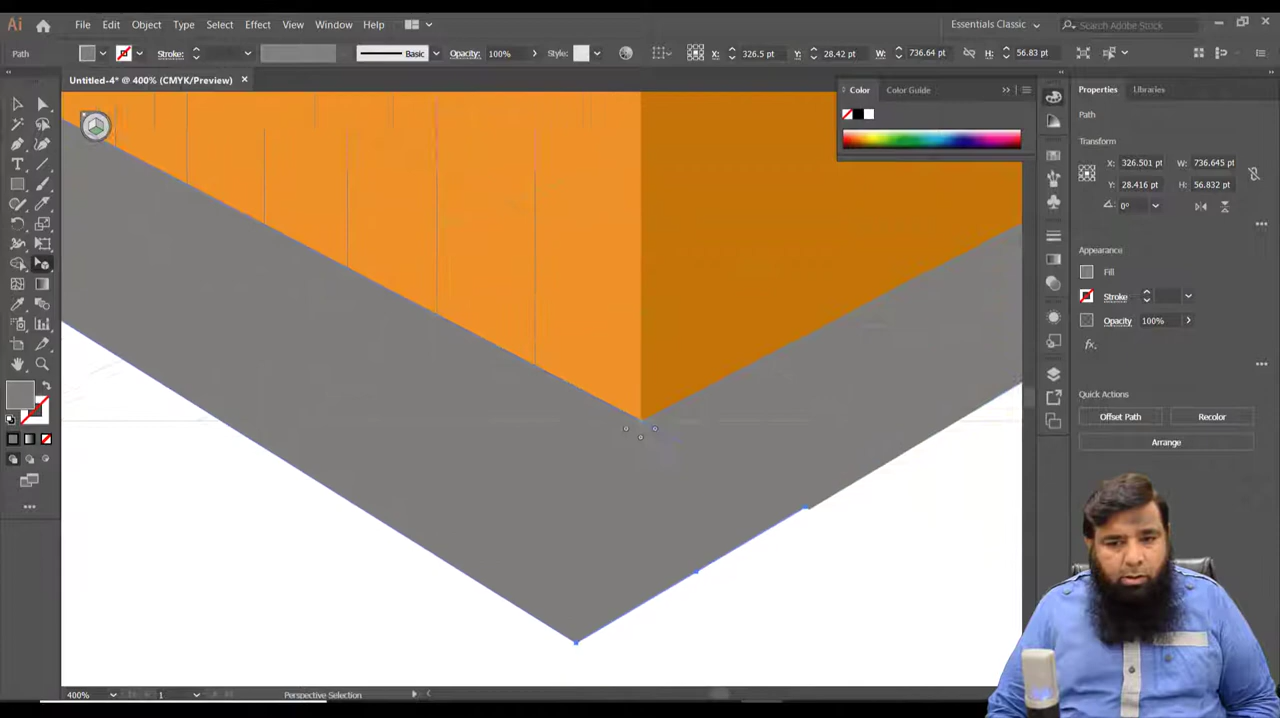 Ai File Edit Object Type Select Effect View Window Help Essentials Classic Search Adobe Stock
Path Stroke: Basic Opacity: 100% Style: X: 326.5 pt Y: 28.42 pt W: 736.64 pt H: 56.83 pt
Untitled-4* @ 400% (CMYK/Preview)
Color Color Guide
Properties Libraries
Path
Transform
X: 326.501 pt W: 736.645 pt
Y: 28.416 pt H: 56.832 pt
0°
Appearance
Fill
Stroke
Opacity 100%
fx.
Quick Actions
Offset Path Recolor
Arrange
400% 1 Perspective Selection